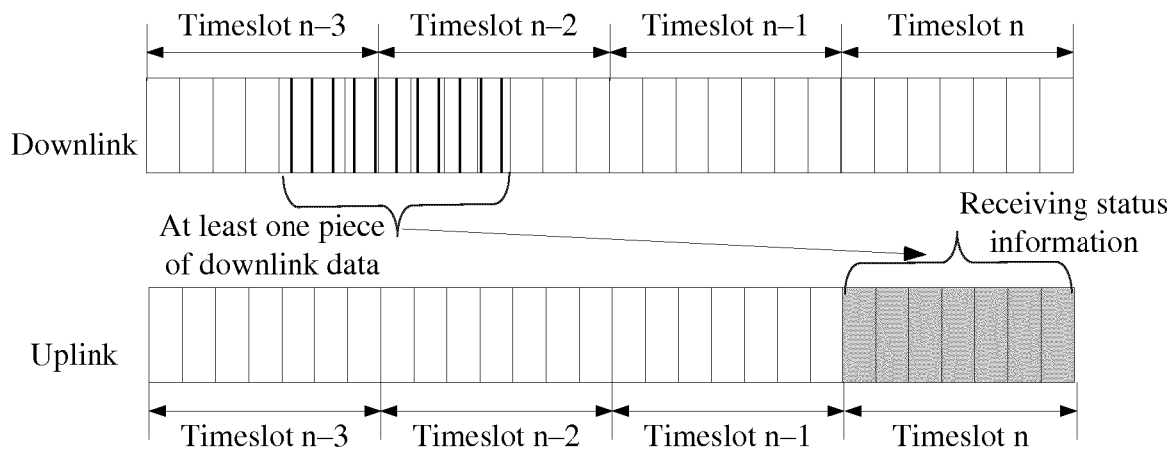 Timeslot n–3 Timeslot n–2 Timeslot n–1 Timeslot n
Downlink
At least one piece
of downlink data
Receiving status
information
Uplink
Timeslot n–3 Timeslot n–2 Timeslot n–1 Timeslot n